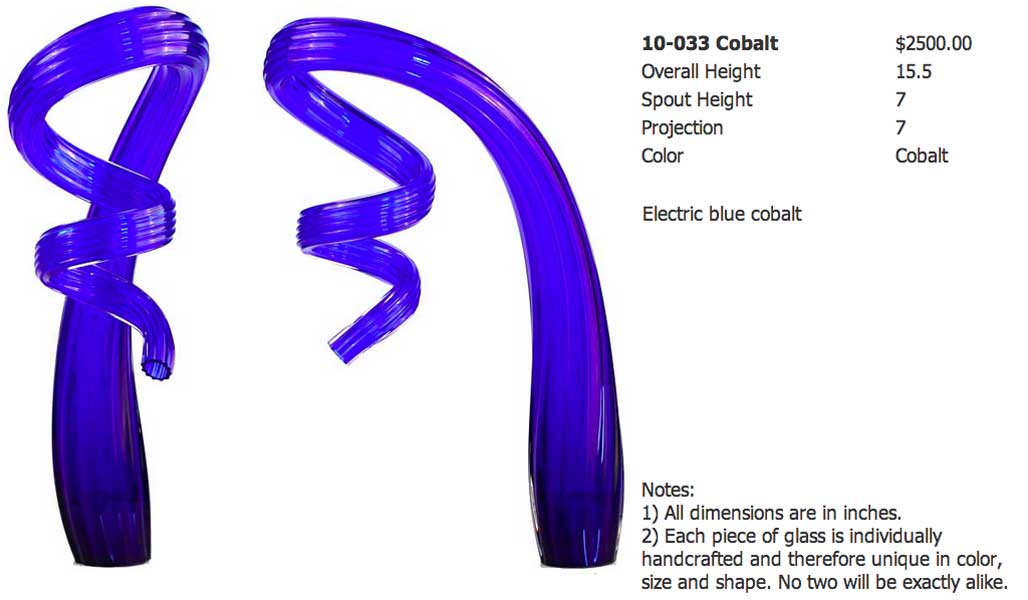 10-033 Cobalt $2500.00
Overall Height 15.5
Spout Height 7
Projection 7
Color Cobalt
Electric blue cobalt
Notes:
1) All dimensions are in inches.
2) Each piece of glass is individually
handcrafted and therefore unique in color,
size and shape. No two will be exactly alike.